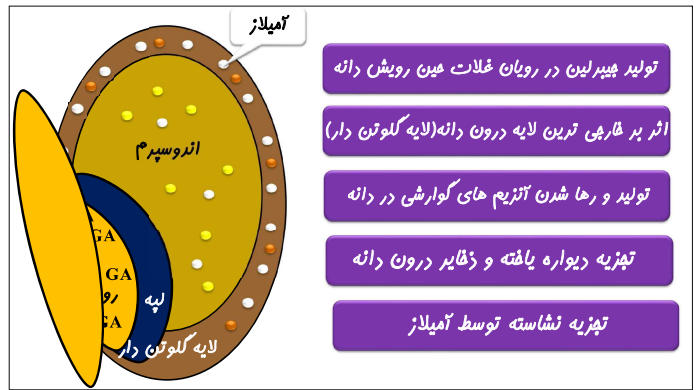 آمیلاز
اندوسپرم
GA
GA
رو
GA
لپه
لایه گلوتن دار
تولید جیبرلین در رویان غلات حین رویش دانه
اثر بر خارجی ترین لایه درون دانه(لایه گلوتن دار)
تولید و رها شدن آنزیم های گوارشی در دانه
تجزیه دیواره یافته و ذخایر درون دانه
تجزیه نشاسته توسط آمیلاز